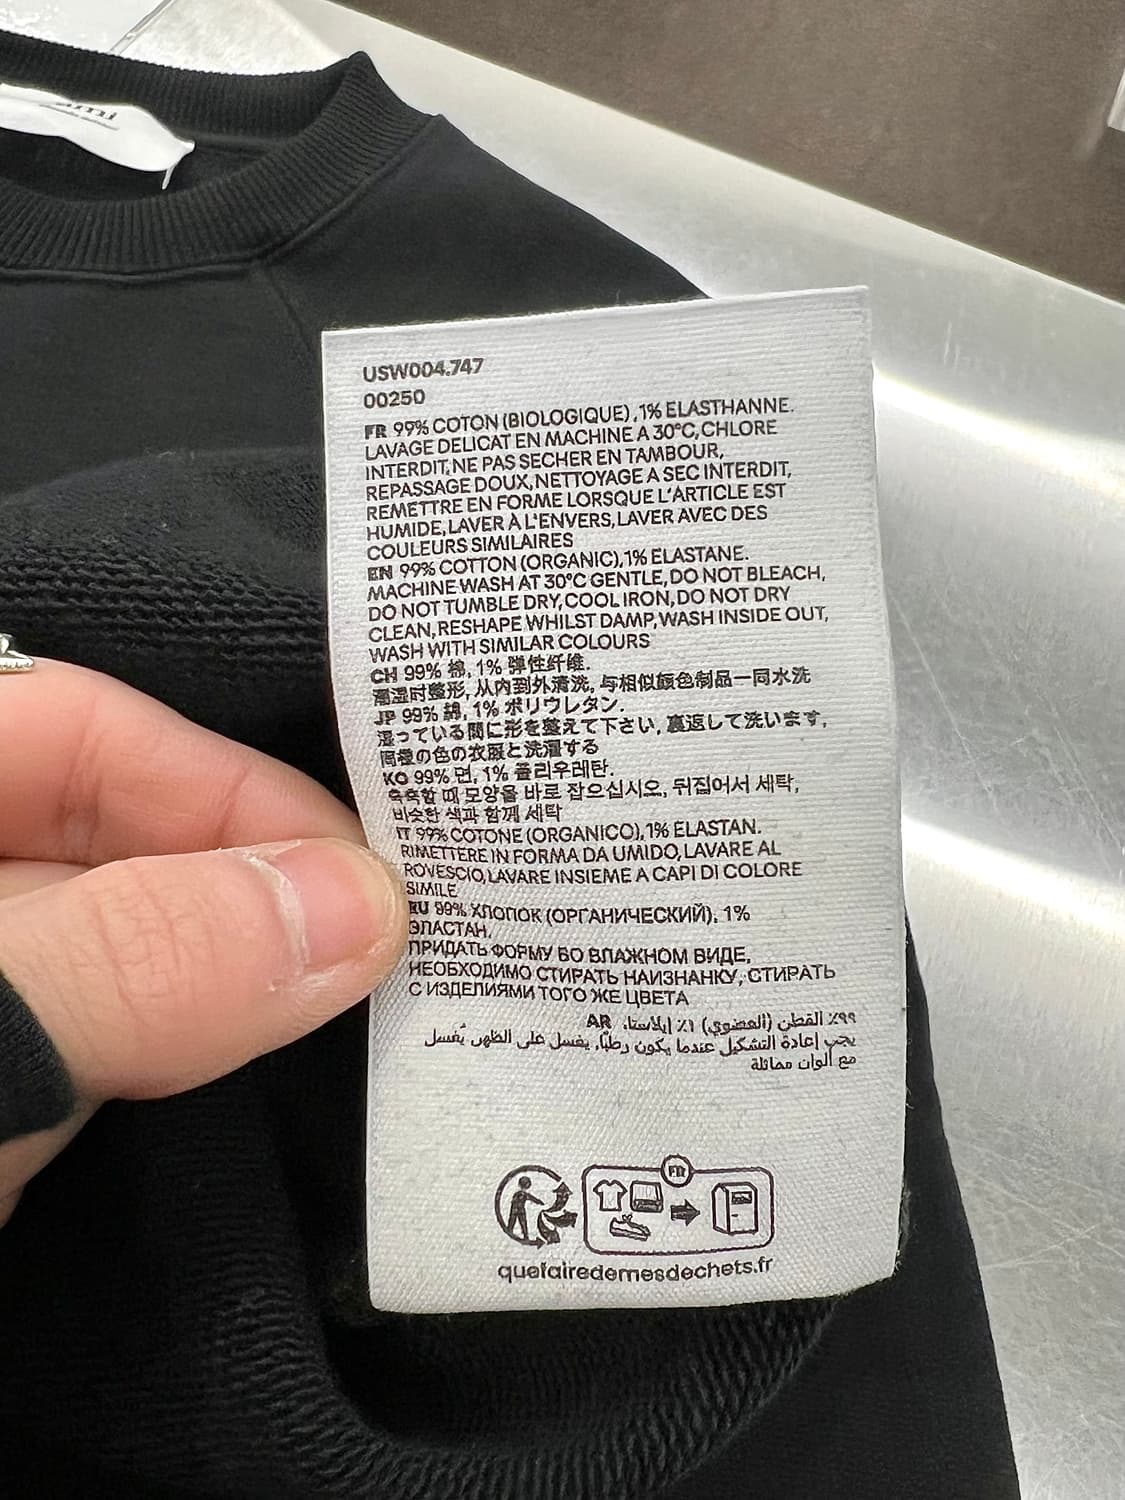 ami
USW004.747
00250
FR 99% COTON (BIOLOGIQUE), 1% ELASTHANNE.
LAVAGE DELICAT EN MACHINE A 30°C, CHLORE
INTERDIT, NE PAS SECHER EN TAMBOUR,
REPASSAGE DOUX, NETTOYAGE A SEC INTERDIT,
REMETTRE EN FORME LORSQUE L'ARTICLE EST
HUMIDE, LAVER À L'ENVERS, LAVER AVEC DES
COULEURS SIMILAIRES
EN 99% COTTON (ORGANIC), 1% ELASTANE.
MACHINE WASH AT 30°C GENTLE, DO NOT BLEACH,
DO NOT TUMBLE DRY, COOL IRON, DO NOT DRY
CLEAN, RESHAPE WHILST DAMP, WASH INSIDE OUT,
WASH WITH SIMILAR COLOURS
CH 99% 棉, 1% 弹性纤维.
湿时整形, 从内到外清洗, 与相似颜色制品一同水洗
JP 99% 綿, 1% ポリウレタン.
湿っている間に形を整えて下さい, 裏返して洗います,
同種の色の衣服と洗濯する
KO 99% 면, 1% 폴리우레탄.
축축할 때 모양을 바로 잡으십시오, 뒤집어서 세탁,
비슷한 색과 함께 세탁
IT 99% COTONE (ORGANICO), 1% ELASTAN.
RIMETTERE IN FORMA DA UMIDO, LAVARE AL
ROVESCIO, LAVARE INSIEME A CAPI DI COLORE
SIMILE
RU 99% ХЛОПОК (ОРГАНИЧЕСКИЙ), 1%
ЭЛАСТАН.
ПРИДАТЬ ФОРМУ ВО ВЛАЖНОМ ВИДЕ,
НЕОБХОДИМО СТИРАТЬ НАИЗНАНКУ, СТИРАТЬ
С ИЗДЕЛИЯМИ ТОГО ЖЕ ЦВЕТА
AR ٩٩٪ القطن (العضوي) ١٪ إيلاستا.
يجب إعادة التشكيل عندما يكون رطبًا, يغسل على الظهر, يُغسل
مع ألوان مماثلة
FR
quefairedemesdechets.fr